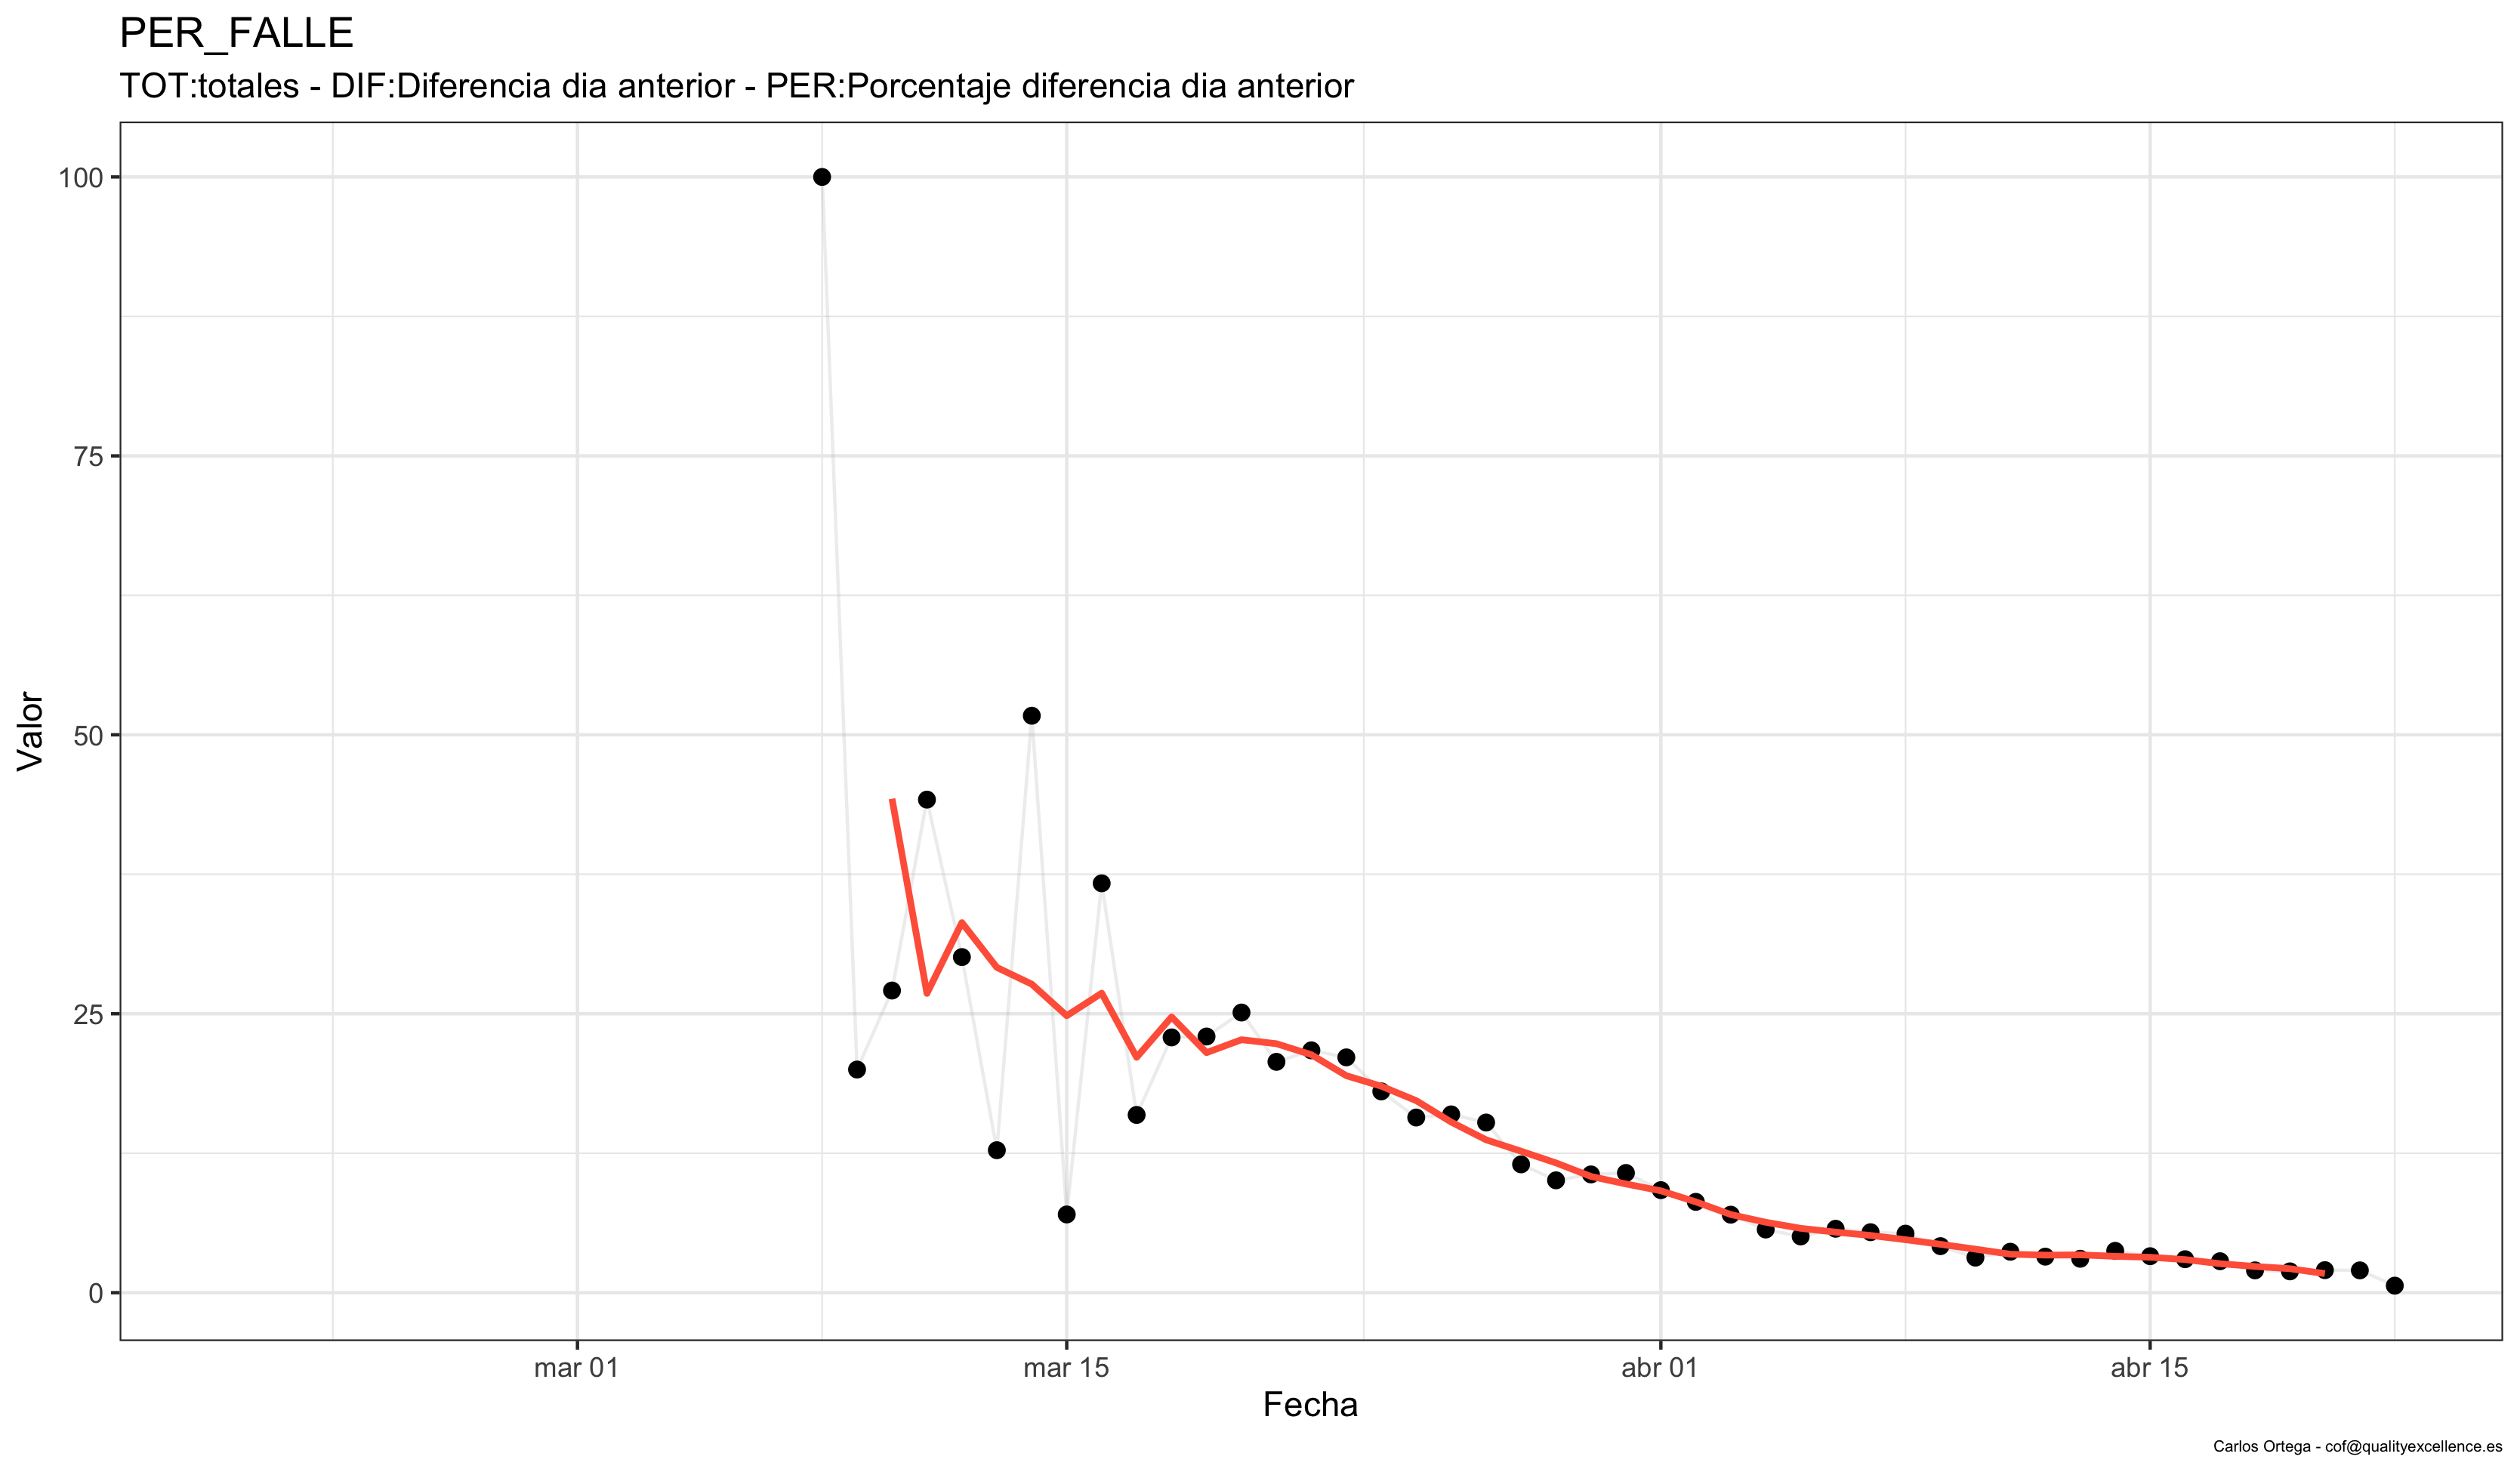 PER_FALLE
TOT:totales - DIF:Diferencia dia anterior - PER:Porcentaje diferencia dia anterior
100
75
50
25
0
Valor
mar 01
mar 15
abr 01
abr 15
Fecha
Carlos Ortega - cof@qualityexcellence.es